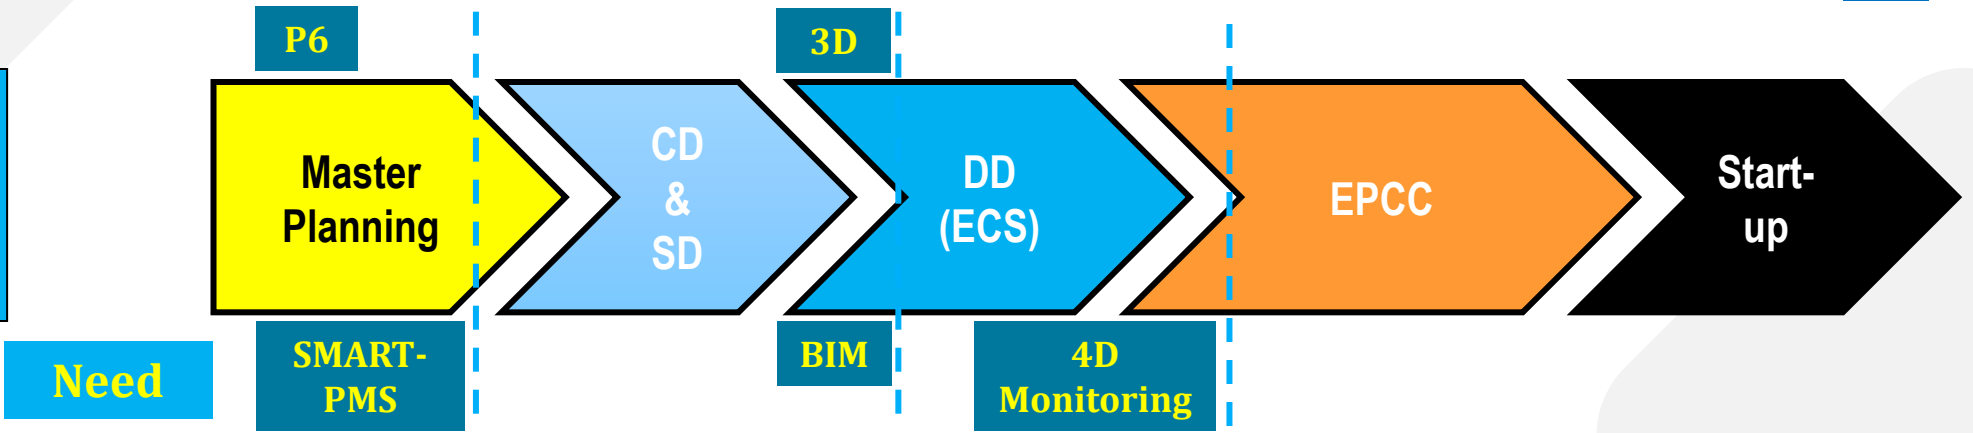 P6
3D
Master
Planning
CD
&
SD
DD
(ECS)
EPCC
Start-
up
Need
SMART-
PMS
BIM
4D
Monitoring